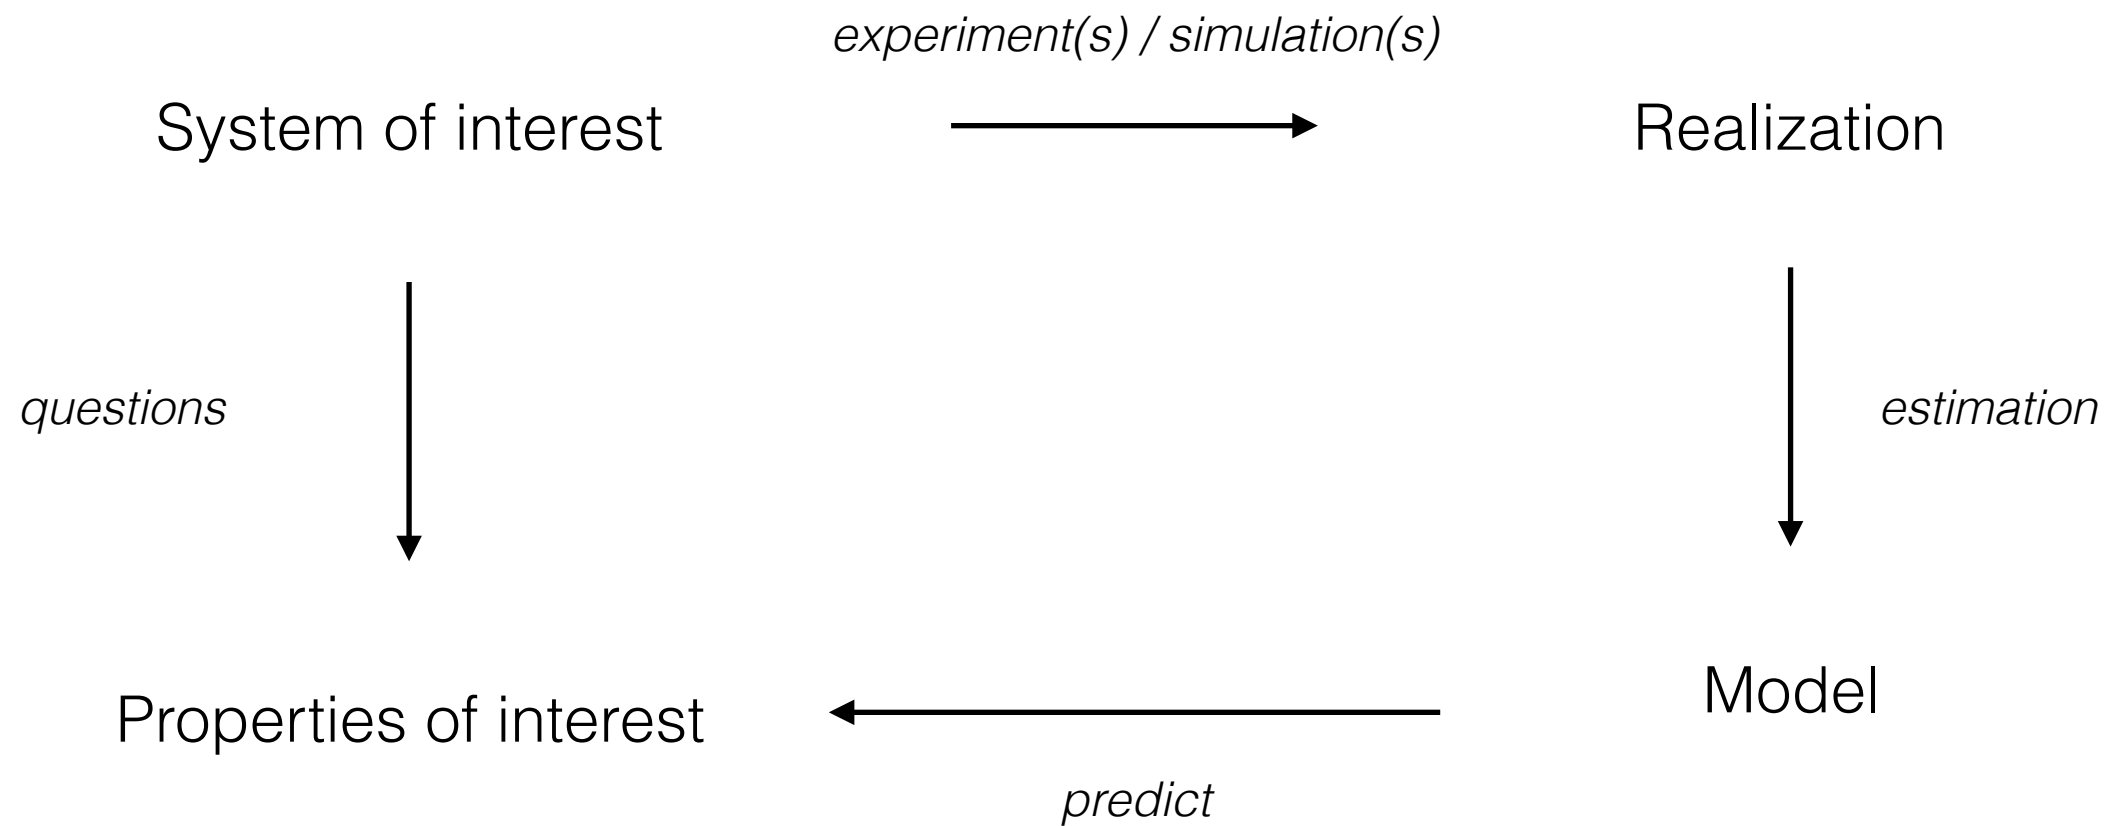 experiment(s) / simulation(s)
System of interest
Realization
questions
estimation
Properties of interest
Model
predict